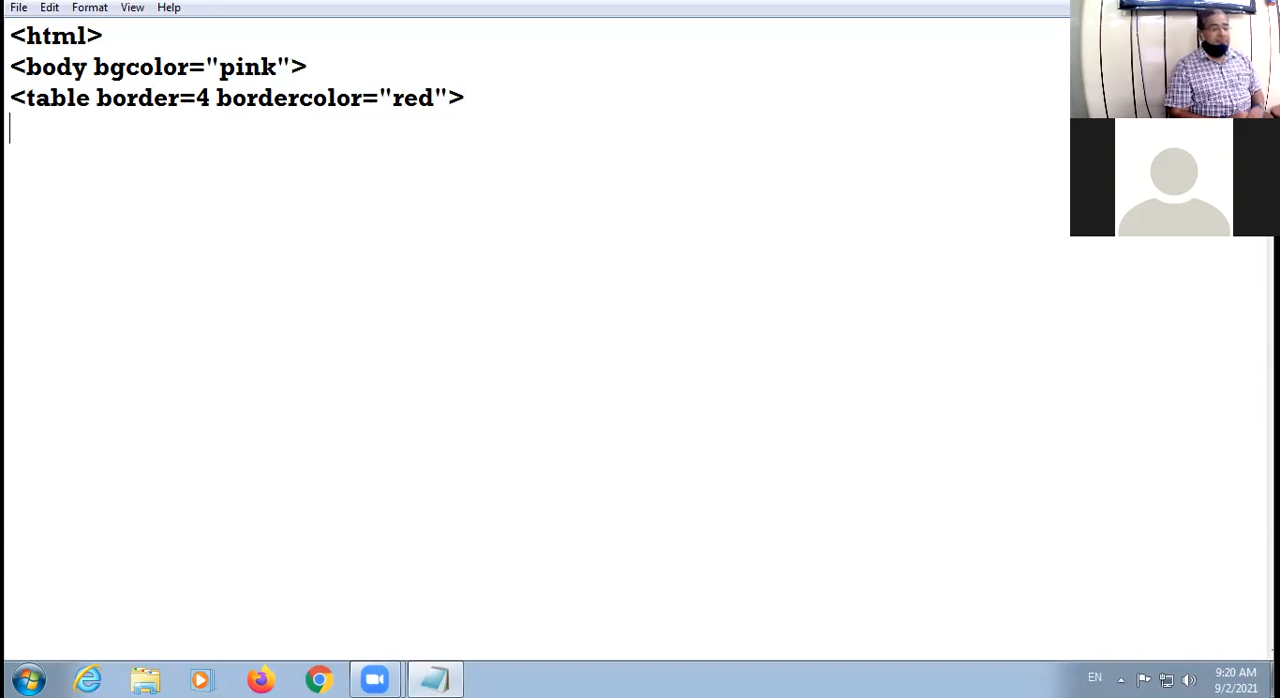 File Edit Format View Help
<html>
<body bgcolor="pink">
<table border=4 bordercolor="red">
EN
9:20 AM
9/2/2021